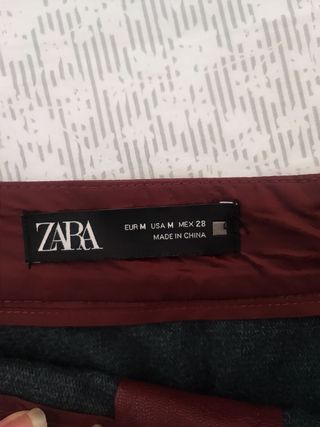 ZARA
EUR M USA M MEX 28
MADE IN CHINA